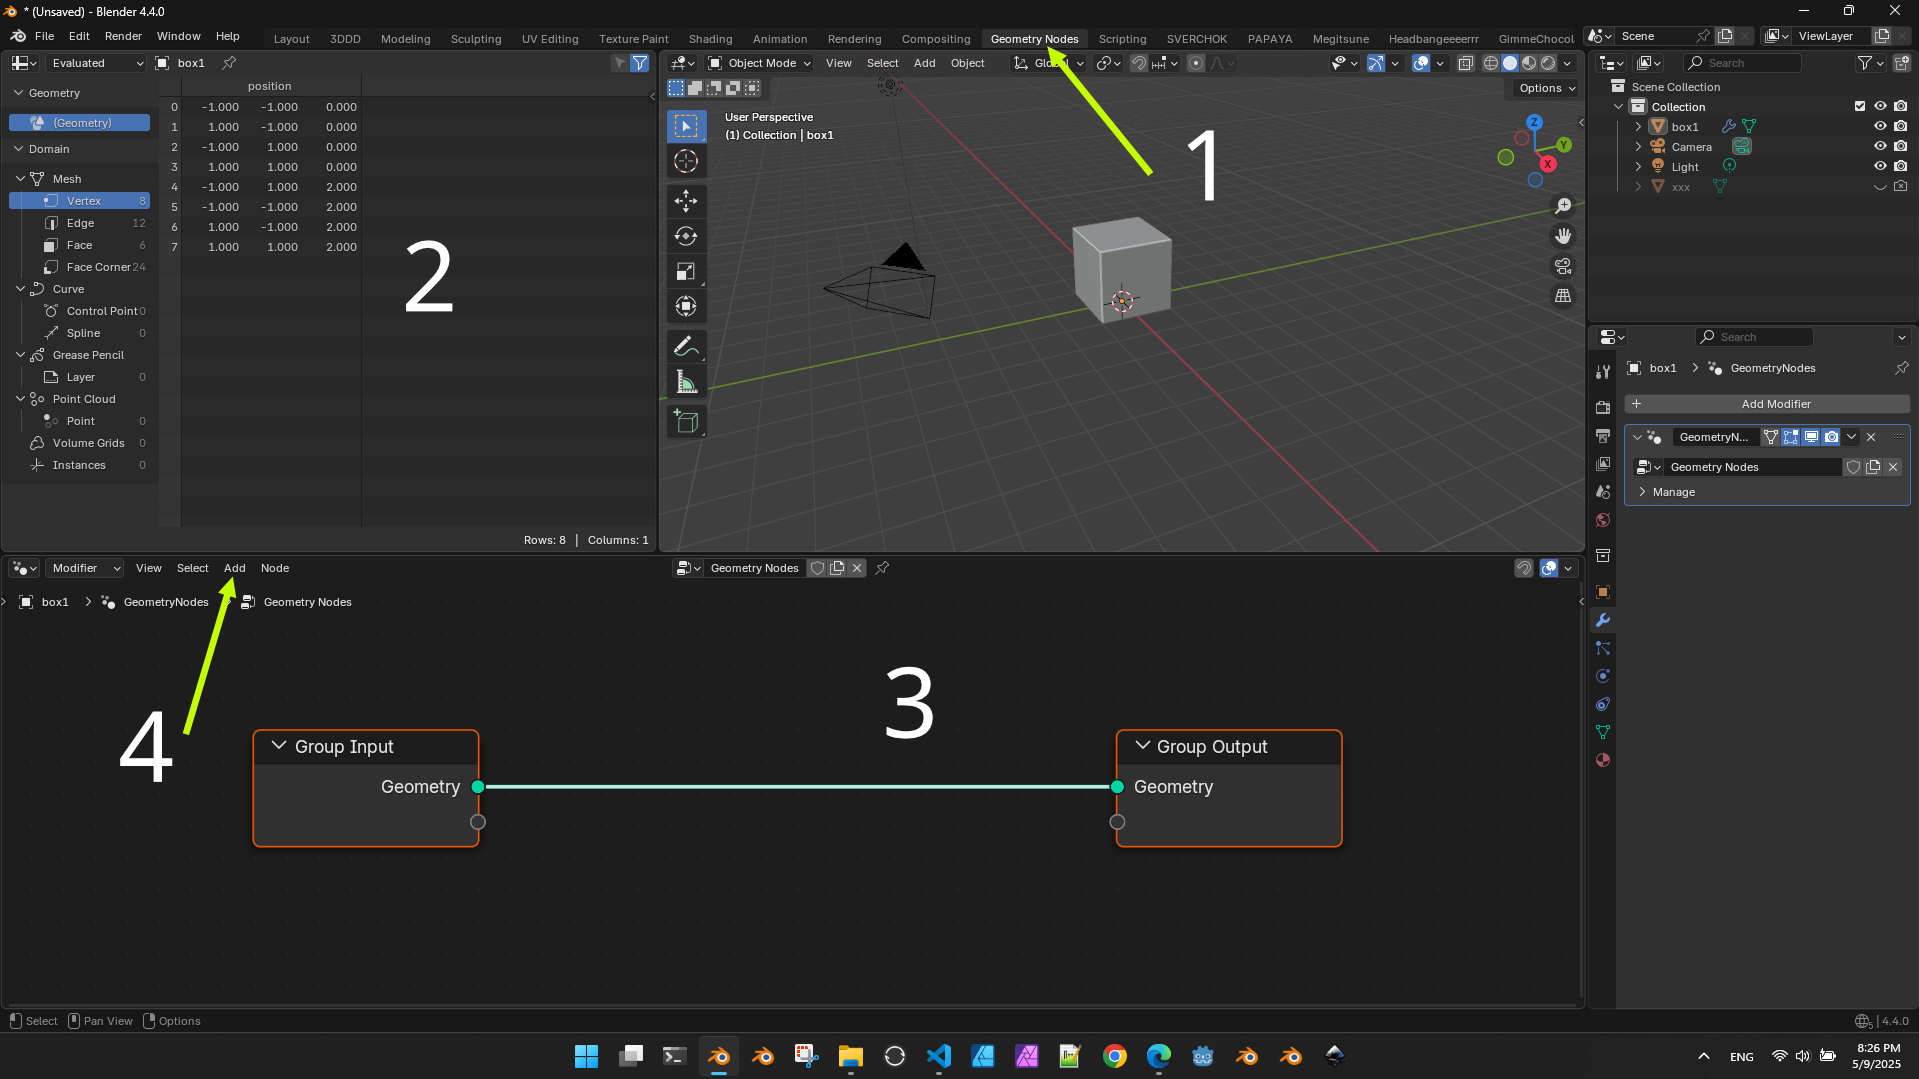 * (Unsaved) - Blender 4.4.0
File Edit Render Window Help Layout 3DDD Modeling Sculpting UV Editing Texture Paint Shading Animation Rendering Compositing Geometry Nodes Scripting SVERCHOK PAPAYA Megitsune Headbangeeeerrr GimmeChocol Scene ViewLayer
Evaluated box1
position
Geometry
(Geometry)
Domain
Mesh
Vertex 8
Edge 12
Face 6
Face Corner 24
Curve
Control Point 0
Spline 0
Grease Pencil
Layer 0
Point Cloud
Point 0
Volume Grids 0
Instances 0
0 -1.000 -1.000 0.000
1 1.000 -1.000 0.000
2 -1.000 1.000 0.000
3 1.000 1.000 0.000
4 -1.000 1.000 2.000
5 -1.000 -1.000 2.000
6 1.000 -1.000 2.000
7 1.000 1.000 2.000
2
Rows: 8 | Columns: 1
Object Mode View Select Add Object
Options
User Perspective
(1) Collection | box1
1
Z
Y
X
Search
Scene Collection
Collection
box1
Camera
Light
xxx
Search
box1 > GeometryNodes
+ Add Modifier
GeometryN...
Geometry Nodes
Manage
Modifier View Select Add Node Geometry Nodes
box1 > GeometryNodes Geometry Nodes
3
4
Group Input
Geometry
Group Output
Geometry
Select Pan View Options
5 | 4.4.0
ENG
8:26 PM
5/9/2025